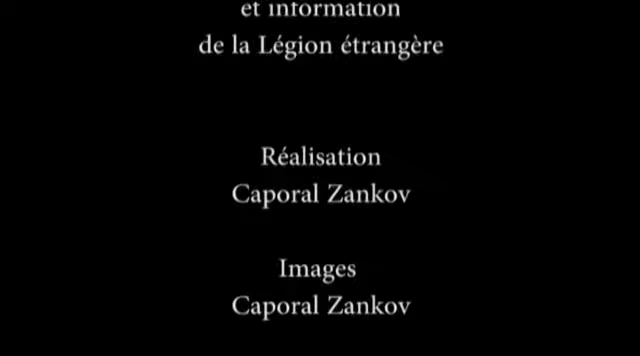 et information
de la Légion étrangère
Réalisation
Caporal Zankov
Images
Caporal Zankov